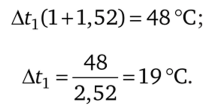 Δt₁(1+1,52)=48 °C;
Δt₁ = 48/2,52 = 19 °C.